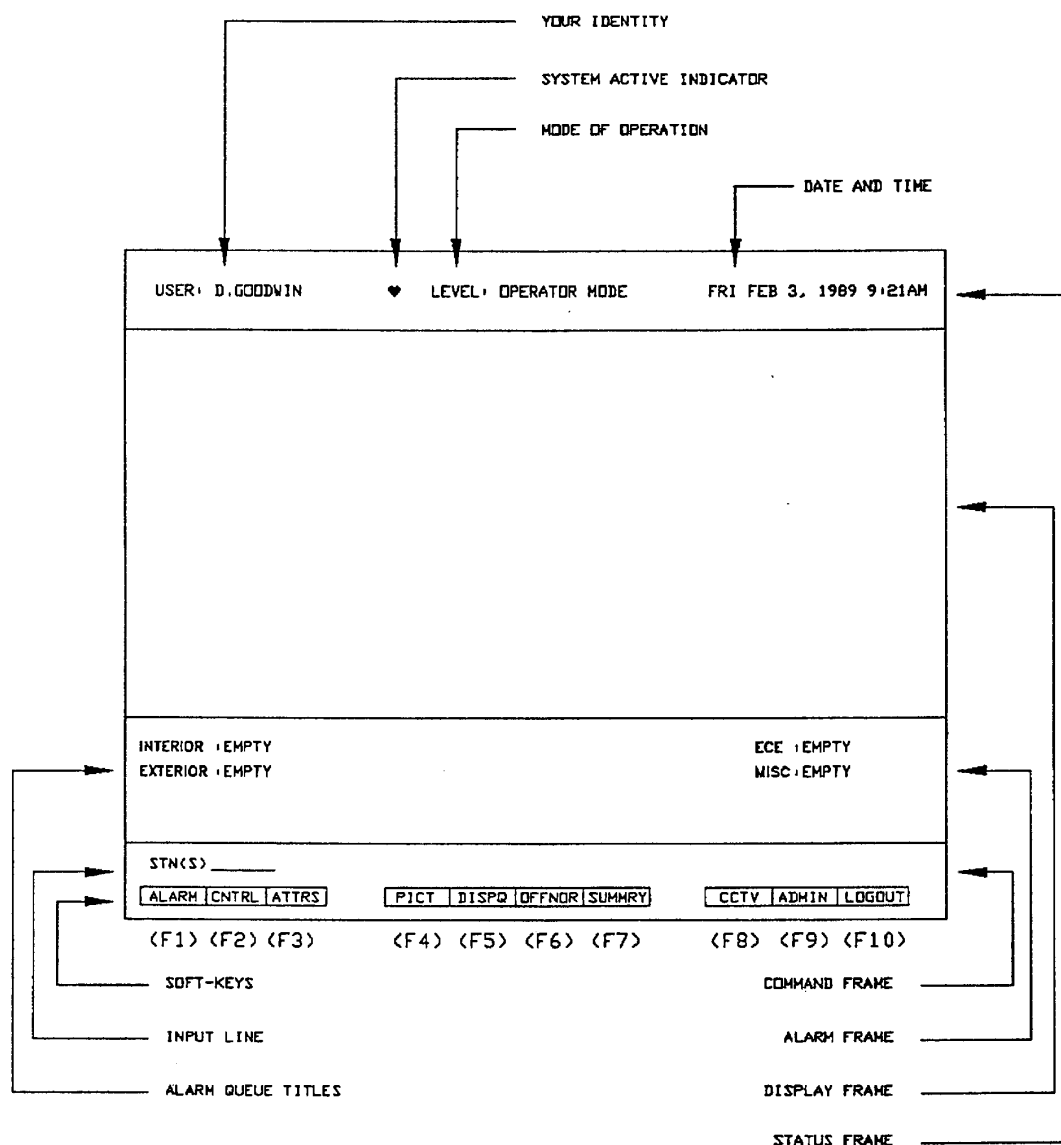 YOUR IDENTITY
SYSTEM ACTIVE INDICATOR
MODE OF OPERATION
DATE AND TIME
USER: D.GOODWIN ♥ LEVEL: OPERATOR MODE FRI FEB 3, 1989 9:21AM
INTERIOR :EMPTY ECE :EMPTY
EXTERIOR :EMPTY MISC:EMPTY
STN(S)______
ALARM CNTRL ATTRS PICT DISPQ OFFNOR SUMMRY CCTV ADMIN LOGOUT
(F1) (F2) (F3) (F4) (F5) (F6) (F7) (F8) (F9) (F10)
SOFT-KEYS COMMAND FRAME
INPUT LINE ALARM FRAME
ALARM QUEUE TITLES DISPLAY FRAME
STATUS FRAME